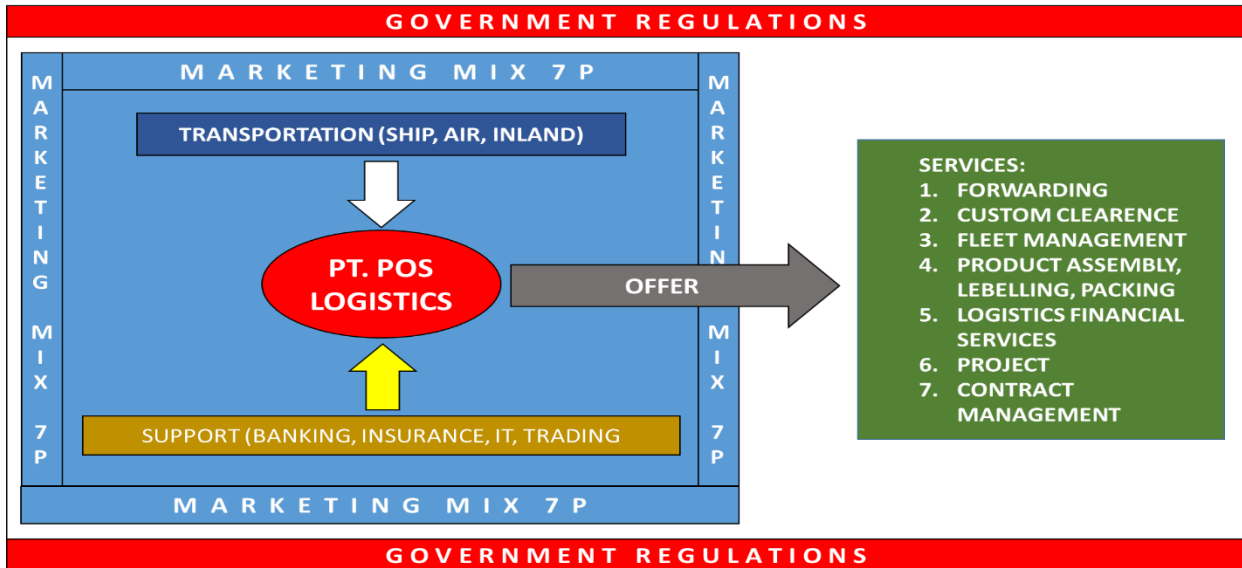 GOVERNMENT REGULATIONS
MARKETING MIX 7P
MARKETING MIX 7P
MARKETING MIX 7P
TRANSPORTATION (SHIP, AIR, INLAND)
PT. POS
LOGISTICS
OFFER
SUPPORT (BANKING, INSURANCE, IT, TRADING
MARKETING MIX 7P
SERVICES:
1. FORWARDING
2. CUSTOM CLEARENCE
3. FLEET MANAGEMENT
4. PRODUCT ASSEMBLY,
LEBELLING, PACKING
5. LOGISTICS FINANCIAL
SERVICES
6. PROJECT
7. CONTRACT
MANAGEMENT
GOVERNMENT REGULATIONS